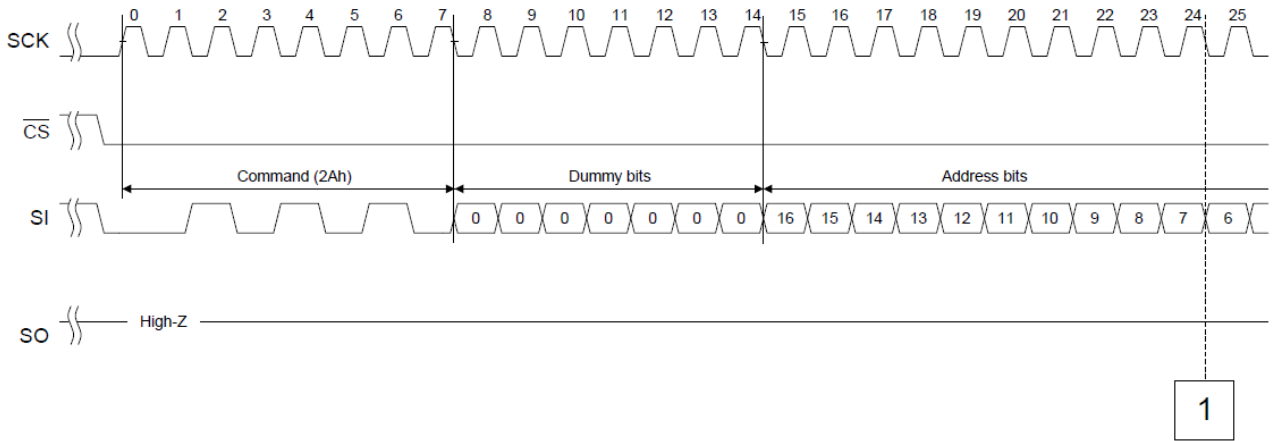 0 1 2 3 4 5 6 7 8 9 10 11 12 13 14 15 16 17 18 19 20 21 22 23 24 25
SCK
CS
Command (2Ah) Dummy bits Address bits
SI 0 0 0 0 0 0 0 16 15 14 13 12 11 10 9 8 7 6
High-Z
SO
1